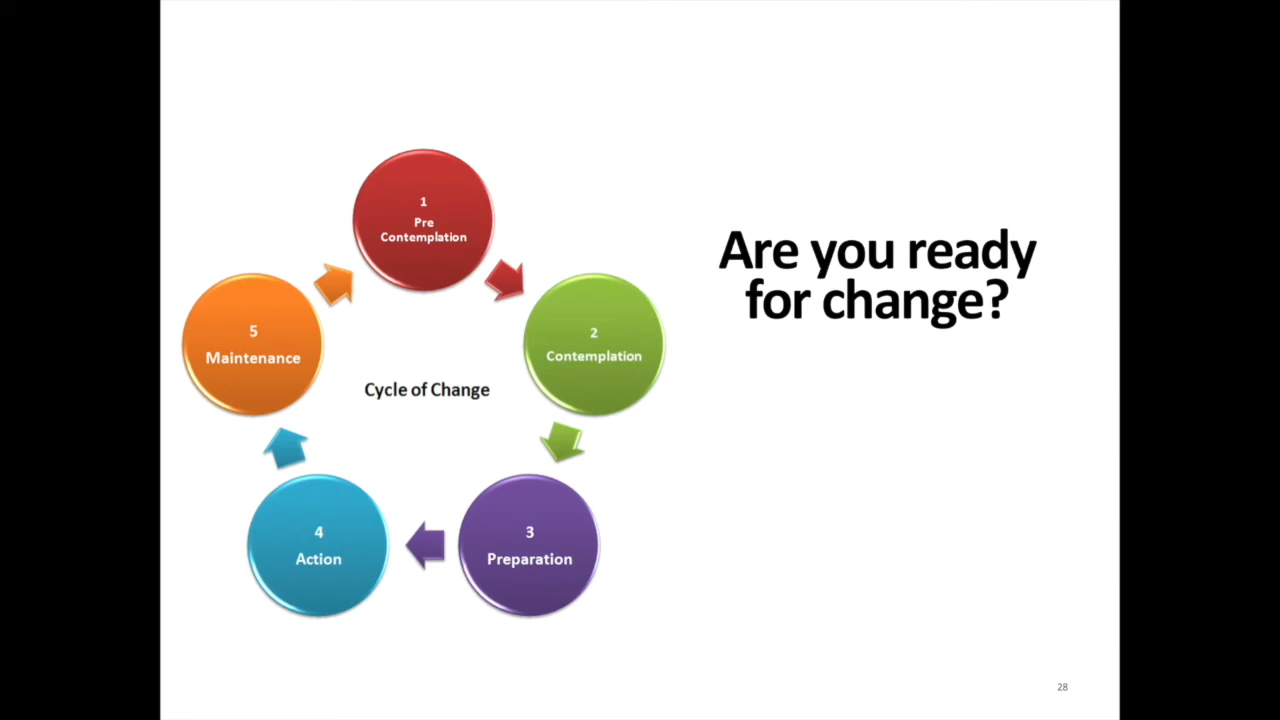 Are you ready
for change?
1
Pre
Contemplation
2
Contemplation
3
Preparation
4
Action
5
Maintenance
Cycle of Change
28